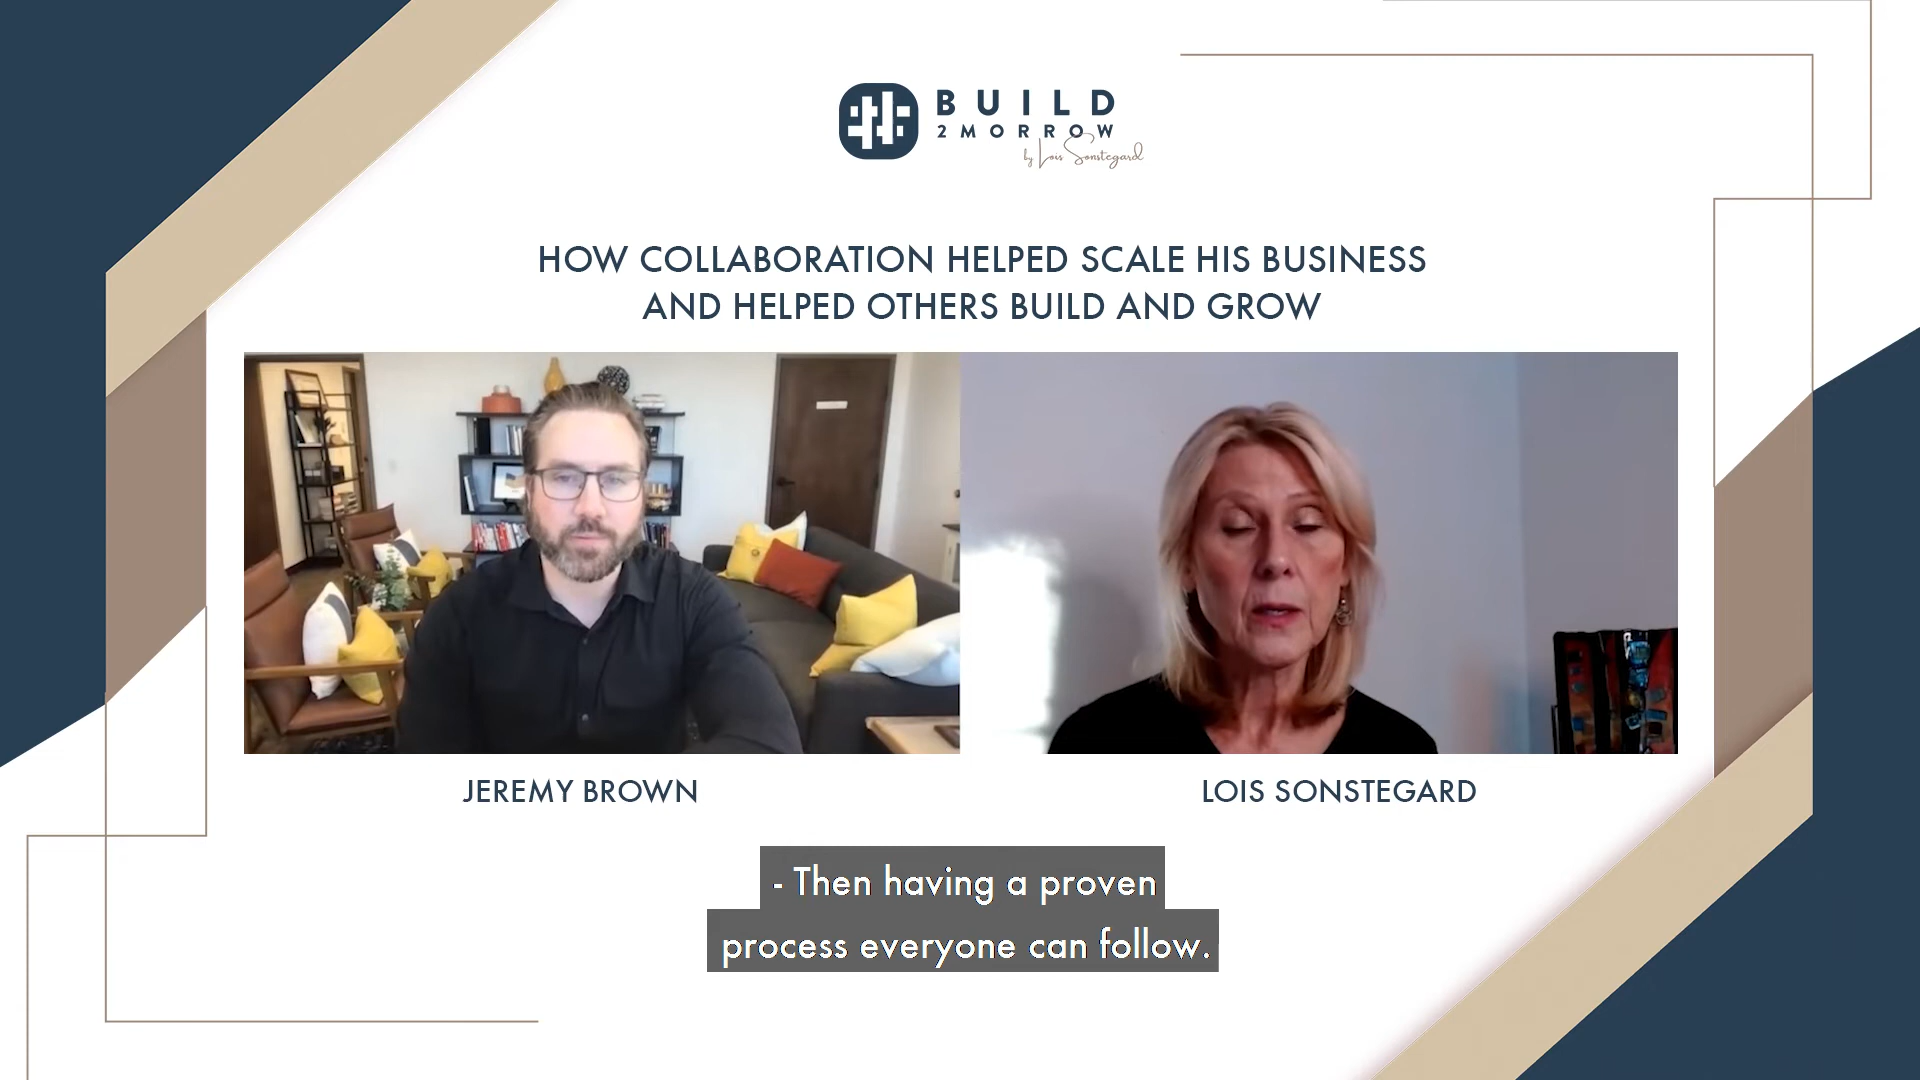 BUILD
2MORROW
by Lois Sonstegard
HOW COLLABORATION HELPED SCALE HIS BUSINESS
AND HELPED OTHERS BUILD AND GROW
JEREMY BROWN
LOIS SONSTEGARD
- Then having a proven
process everyone can follow.